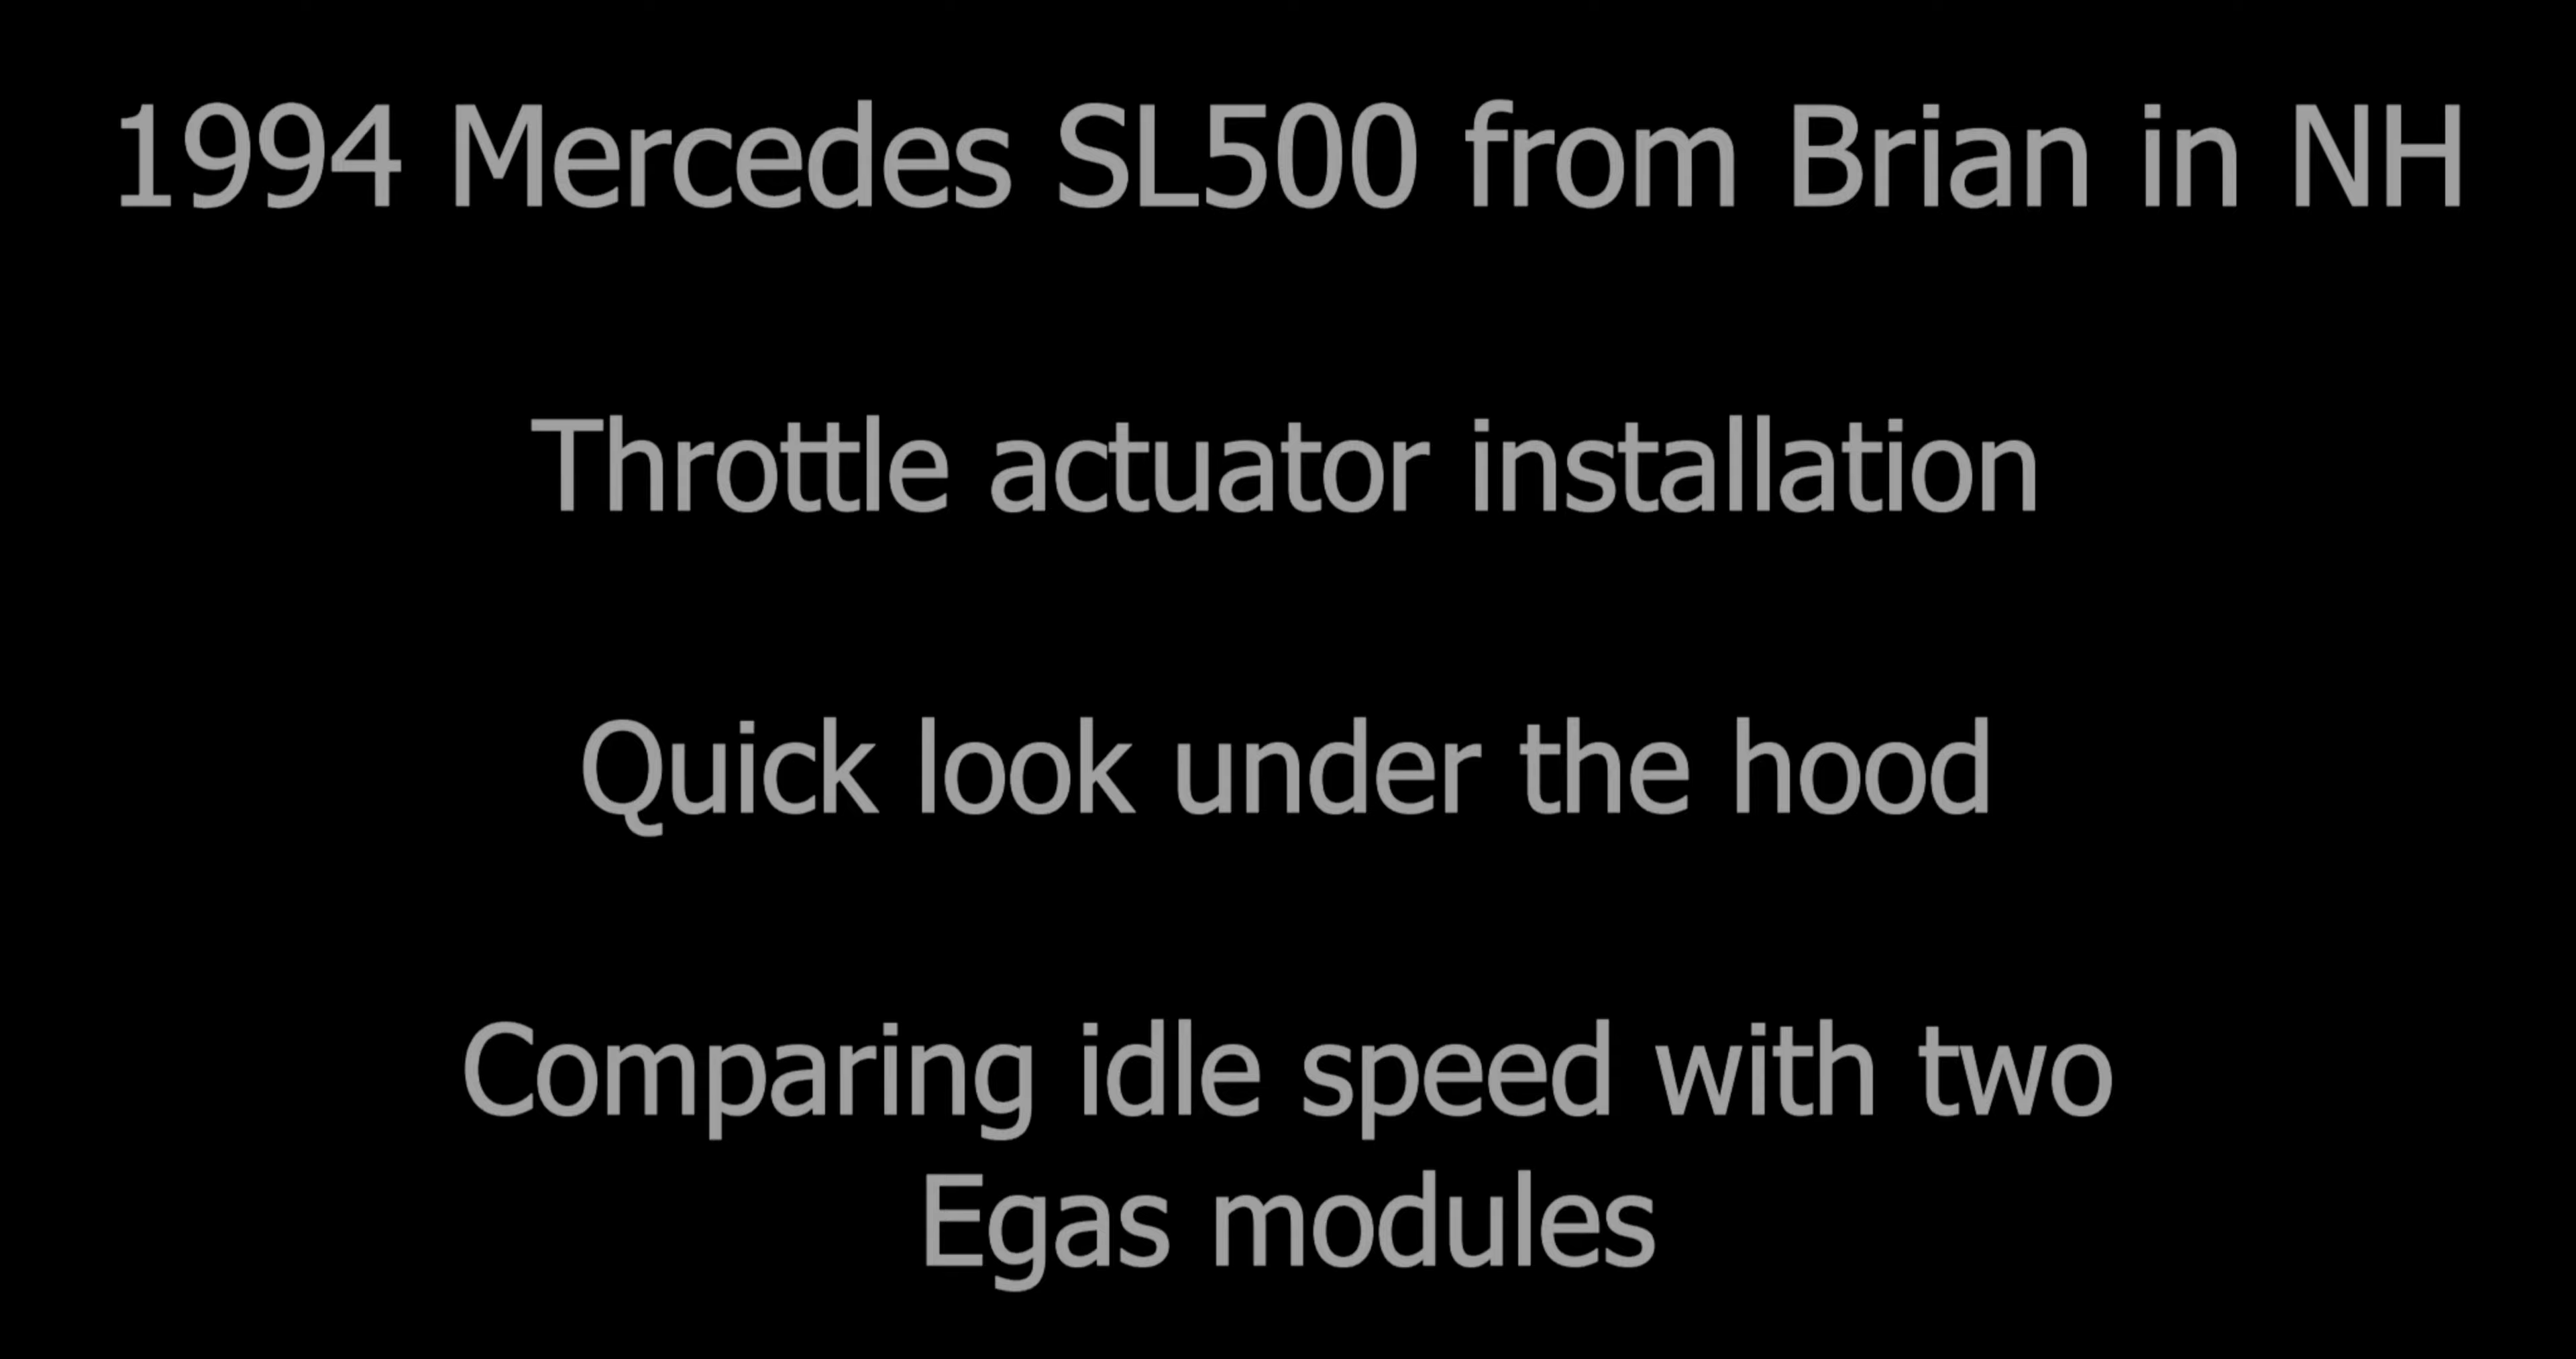 1994 Mercedes SL500 from Brian in NH
Throttle actuator installation
Quick look under the hood
Comparing idle speed with two
Egas modules